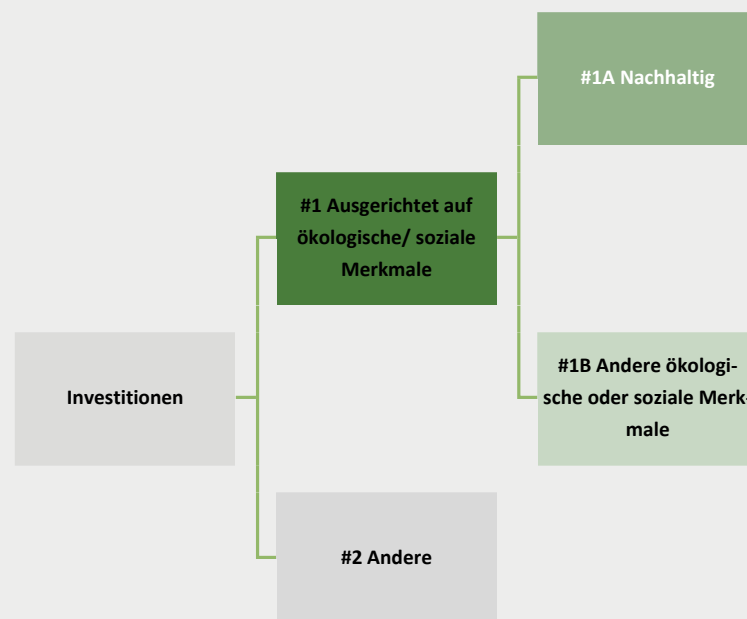 #1A Nachhaltig
#1 Ausgerichtet auf
ökologische/ soziale
Merkmale
Investitionen
#1B Andere ökologi-
sche oder soziale Merk-
male
#2 Andere